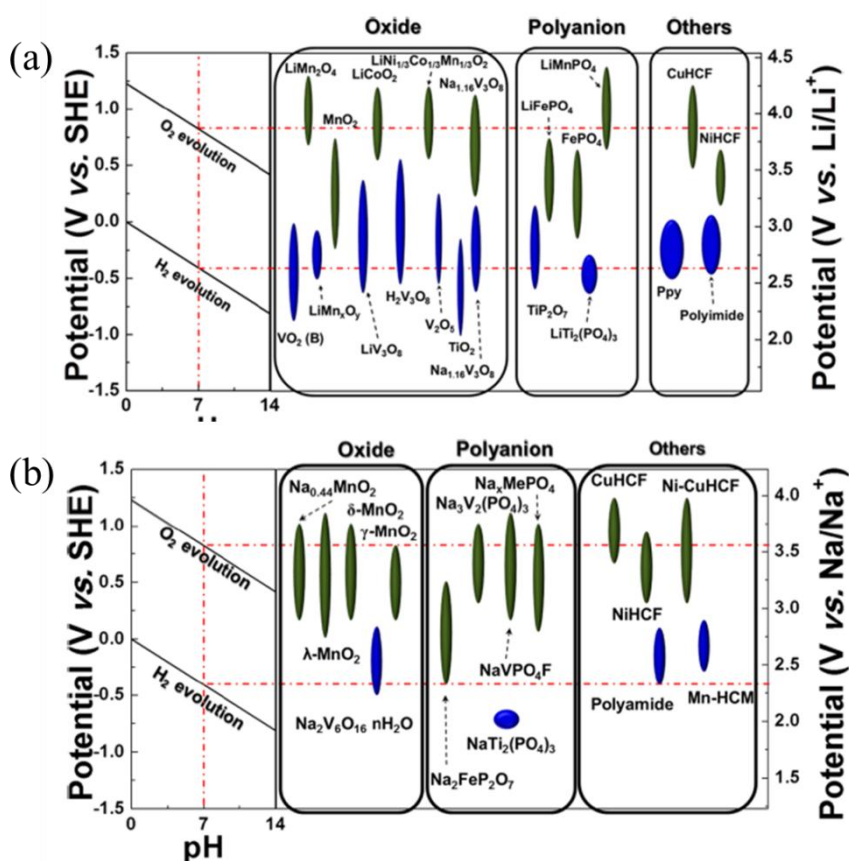 (a)
Oxide Polyanion Others
Potential (V vs. SHE)
1.5
1.0
0.5
0.0
-0.5
-1.0
-1.5
O2 evolution
H2 evolution
0 7 14
LiNi1/3Co1/3Mn1/3O2
LiMn2O4
LiCoO2
Na1.16V3O8
MnO2
LiMnxOy
H2V3O8
V2O5
VO2 (B)
LiV3O8
TiO2
Na1.16V3O8
LiMnPO4
LiFePO4
FePO4
TiP2O7
LiTi2(PO4)3
CuHCF
NiHCF
Ppy
Polyimide
4.5
4.0
3.5
3.0
2.5
2.0
Potential (V vs. Li/Li+)
(b)
Oxide Polyanion Others
Potential (V vs. SHE)
1.5
1.0
0.5
0.0
-0.5
-1.0
-1.5
O2 evolution
H2 evolution
0 7 14
pH
Na0.44MnO2
δ-MnO2
γ-MnO2
λ-MnO2
Na2V6O16 nH2O
NaxMePO4
Na3V2(PO4)3
NaVPO4F
NaTi2(PO4)3
Na2FeP2O7
CuHCF
Ni-CuHCF
NiHCF
Polyamide
Mn-HCM
4.0
3.5
3.0
2.5
2.0
1.5
Potential (V vs. Na/Na+)